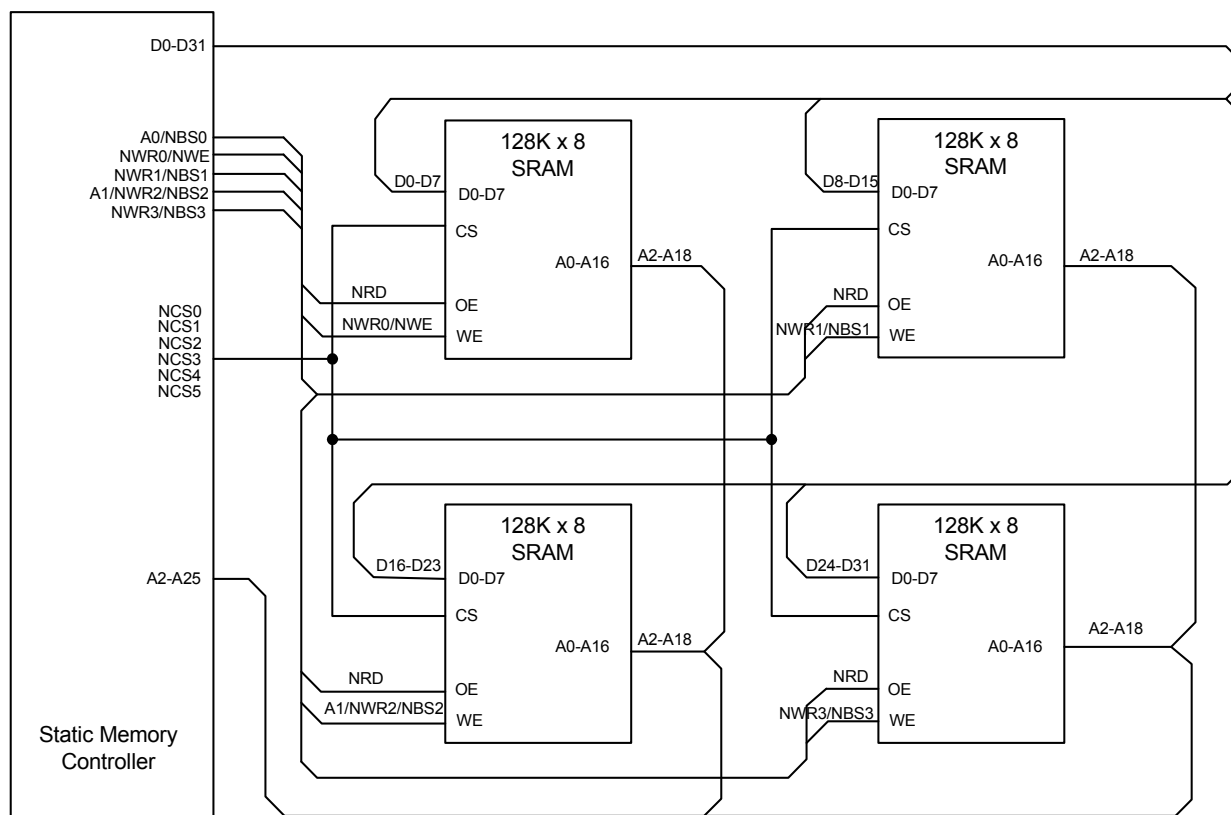 D0-D31
A0/NBS0
NWR0/NWE
NWR1/NBS1
A1/NWR2/NBS2
NWR3/NBS3
NCS0
NCS1
NCS2
NCS3
NCS4
NCS5
A2-A25
Static Memory
Controller
128K x 8
SRAM
D0-D7
D0-D7
CS
A0-A16
A2-A18
NRD
OE
NWR0/NWE
WE
128K x 8
SRAM
D8-D15
D0-D7
CS
A0-A16
A2-A18
NRD
OE
NWR1/NBS1
WE
128K x 8
SRAM
D16-D23
D0-D7
CS
A0-A16
A2-A18
NRD
OE
A1/NWR2/NBS2
WE
128K x 8
SRAM
D24-D31
D0-D7
CS
A0-A16
A2-A18
NRD
OE
NWR3/NBS3
WE